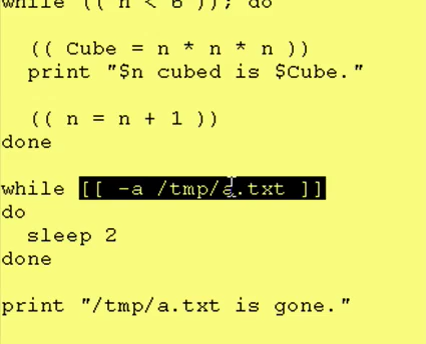 while (( n < 6 )); do
(( Cube = n * n * n ))
print "$n cubed is $Cube."
(( n = n + 1 ))
done
while [[ -a /tmp/a.txt ]]
do
sleep 2
done
print "/tmp/a.txt is gone."